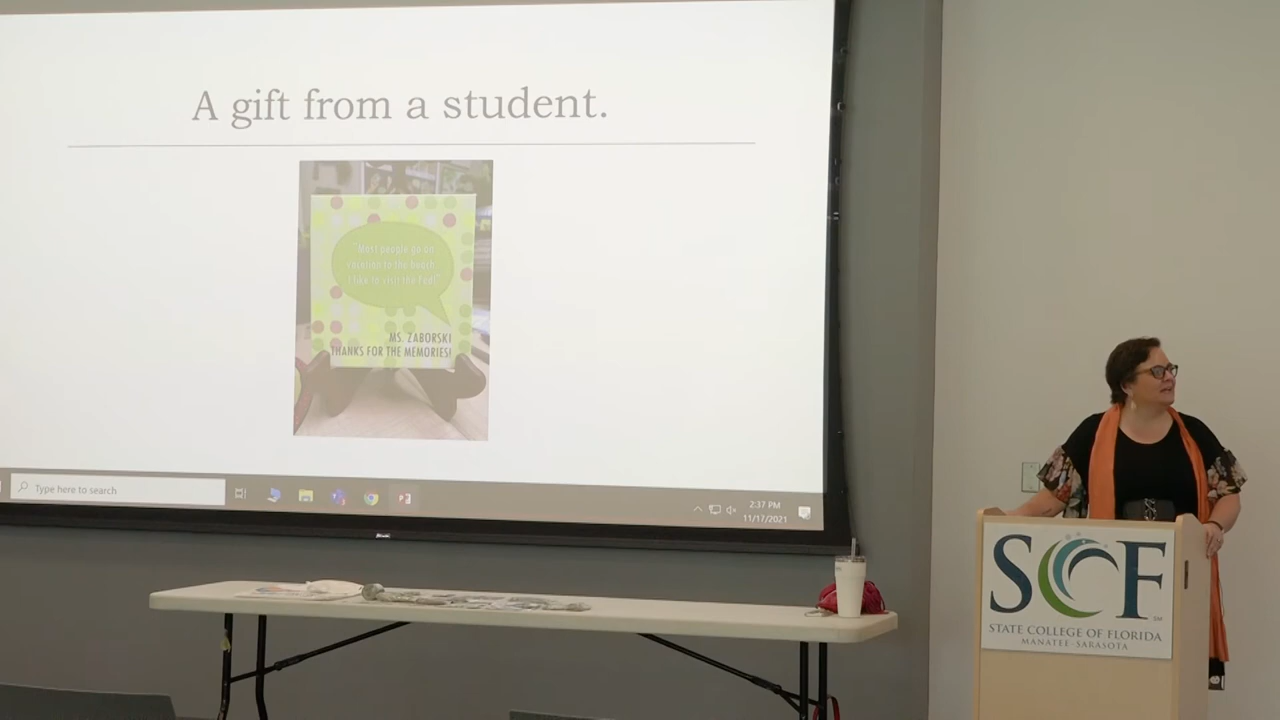 A gift from a student.
"Most people go on
vacation to the beach.
I like to visit the Fed!"
MS. ZABORSKI
THANKS FOR THE MEMORIES!
Type here to search
2:37 PM
11/17/2021
SCF
SM
STATE COLLEGE OF FLORIDA
MANATEE–SARASOTA